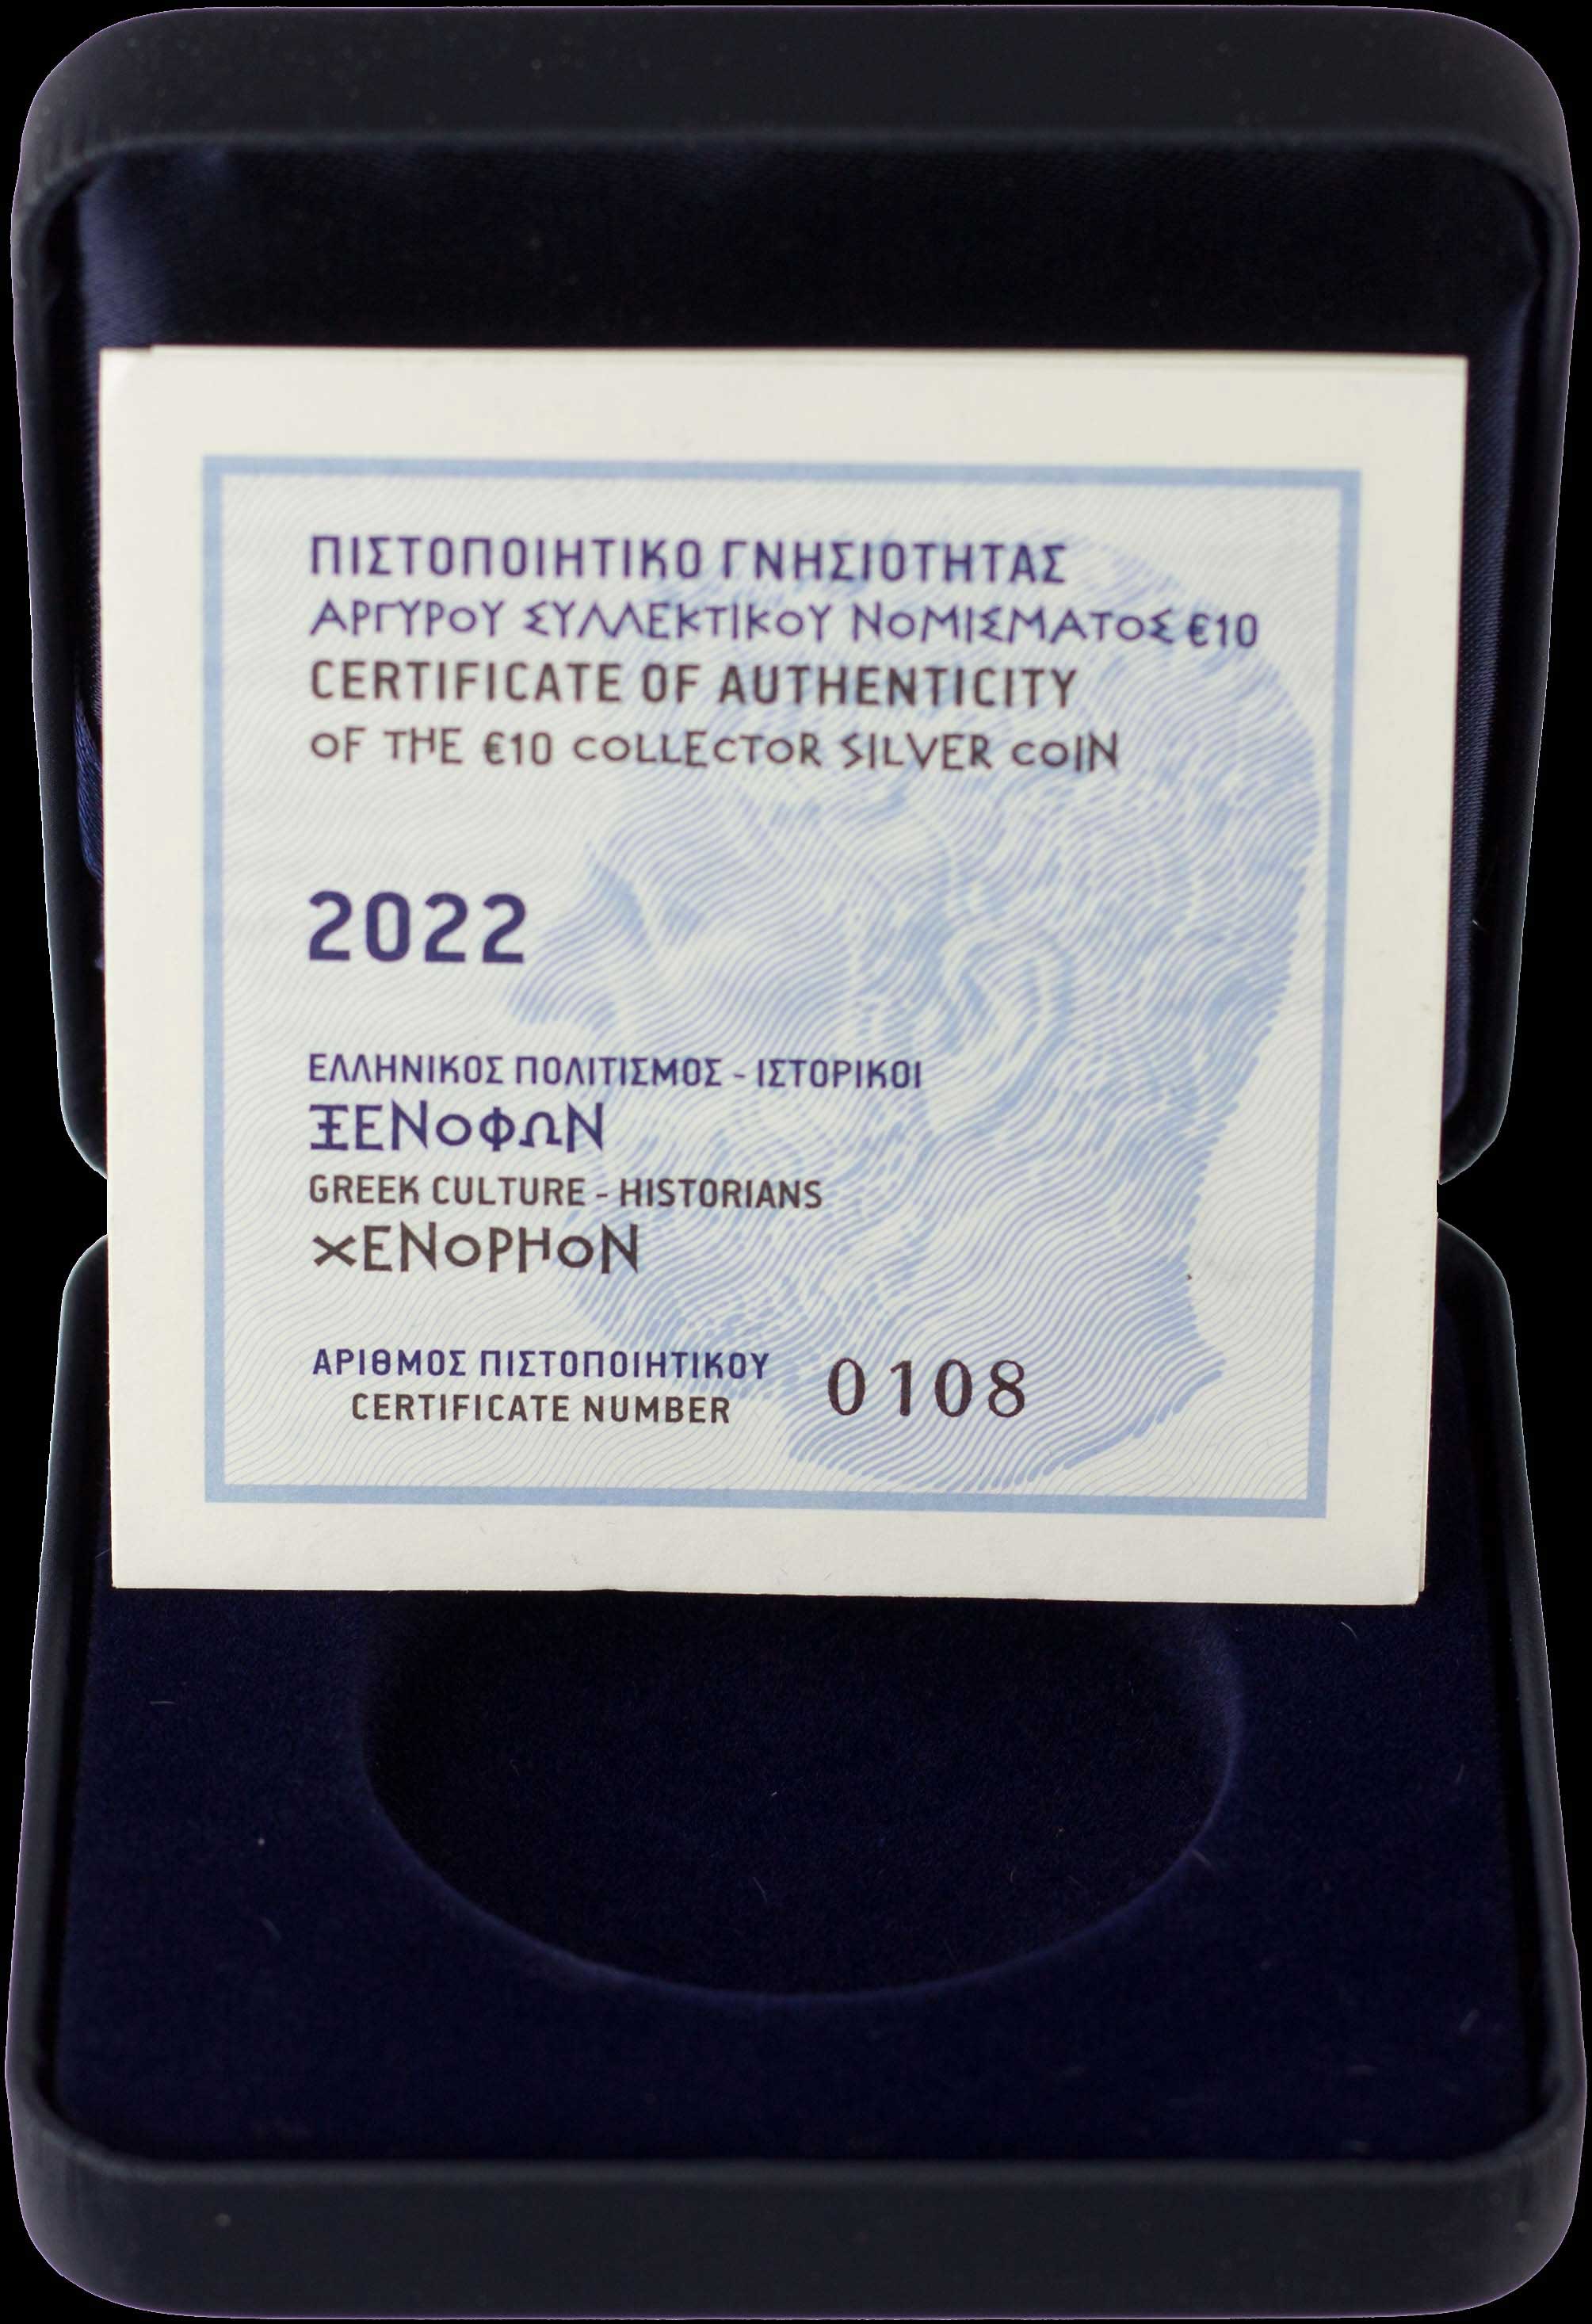 ΠΙΣΤΟΠΟΙΗΤΙΚΟ ΓΝΗΣΙΟΤΗΤΑΣ
ΑΡΓΥΡΟΥ ΣΥΛΛΕΚΤΙΚΟΥ ΝΟΜΙΣΜΑΤΟΣ €10
CERTIFICATE OF AUTHENTICITY
OF THE €10 COLLECTOR SILVER COIN
2022
ΕΛΛΗΝΙΚΟΣ ΠΟΛΙΤΙΣΜΟΣ - ΙΣΤΟΡΙΚΟΙ
ΞΕΝΟΦΩΝ
GREEK CULTURE - HISTORIANS
XENOPHON
ΑΡΙΘΜΟΣ ΠΙΣΤΟΠΟΙΗΤΙΚΟΥ
CERTIFICATE NUMBER
0108